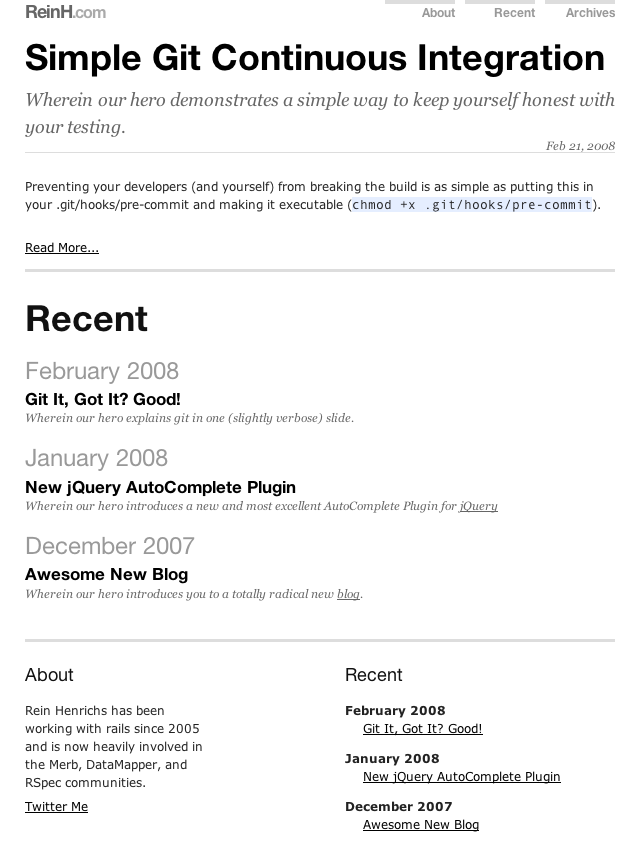 ReinH.com
About Recent Archives
Simple Git Continuous Integration
Wherein our hero demonstrates a simple way to keep yourself honest with
your testing.
Feb 21, 2008
Preventing your developers (and yourself) from breaking the build is as simple as putting this in
your .git/hooks/pre-commit and making it executable (chmod +x .git/hooks/pre-commit).
Read More...
Recent
February 2008
Git It, Got It? Good!
Wherein our hero explains git in one (slightly verbose) slide.
January 2008
New jQuery AutoComplete Plugin
Wherein our hero introduces a new and most excellent AutoComplete Plugin for jQuery
December 2007
Awesome New Blog
Wherein our hero introduces you to a totally radical new blog.
About
Rein Henrichs has been
working with rails since 2005
and is now heavily involved in
the Merb, DataMapper, and
RSpec communities.
Twitter Me
Recent
February 2008
Git It, Got It? Good!
January 2008
New jQuery AutoComplete Plugin
December 2007
Awesome New Blog